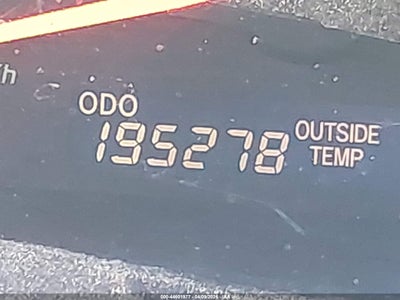 /h
ODO
195278
OUTSIDE
TEMP